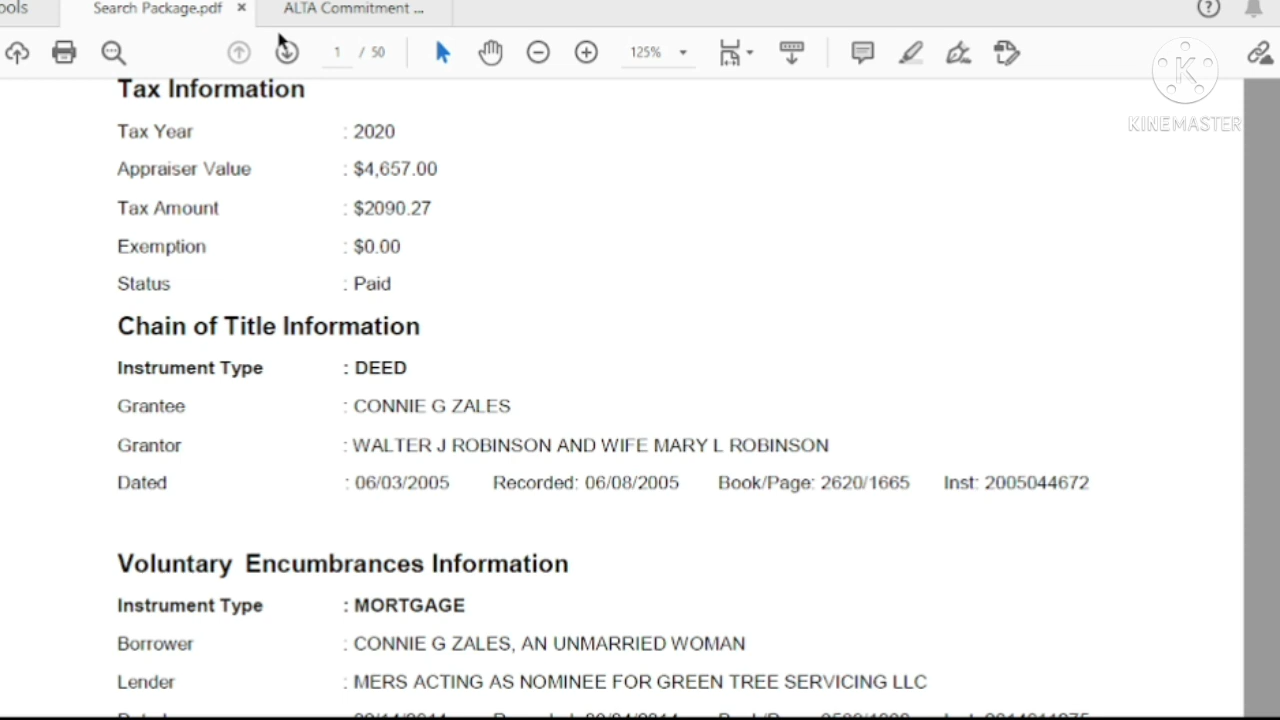 ools Search Package.pdf × ALTA Commitment ...
1 / 50 125%
K
KINEMASTER
Tax Information
Tax Year : 2020
Appraiser Value : $4,657.00
Tax Amount : $2090.27
Exemption : $0.00
Status : Paid
Chain of Title Information
Instrument Type : DEED
Grantee : CONNIE G ZALES
Grantor : WALTER J ROBINSON AND WIFE MARY L ROBINSON
Dated : 06/03/2005 Recorded: 06/08/2005 Book/Page: 2620/1665 Inst: 2005044672
Voluntary Encumbrances Information
Instrument Type : MORTGAGE
Borrower : CONNIE G ZALES, AN UNMARRIED WOMAN
Lender : MERS ACTING AS NOMINEE FOR GREEN TREE SERVICING LLC